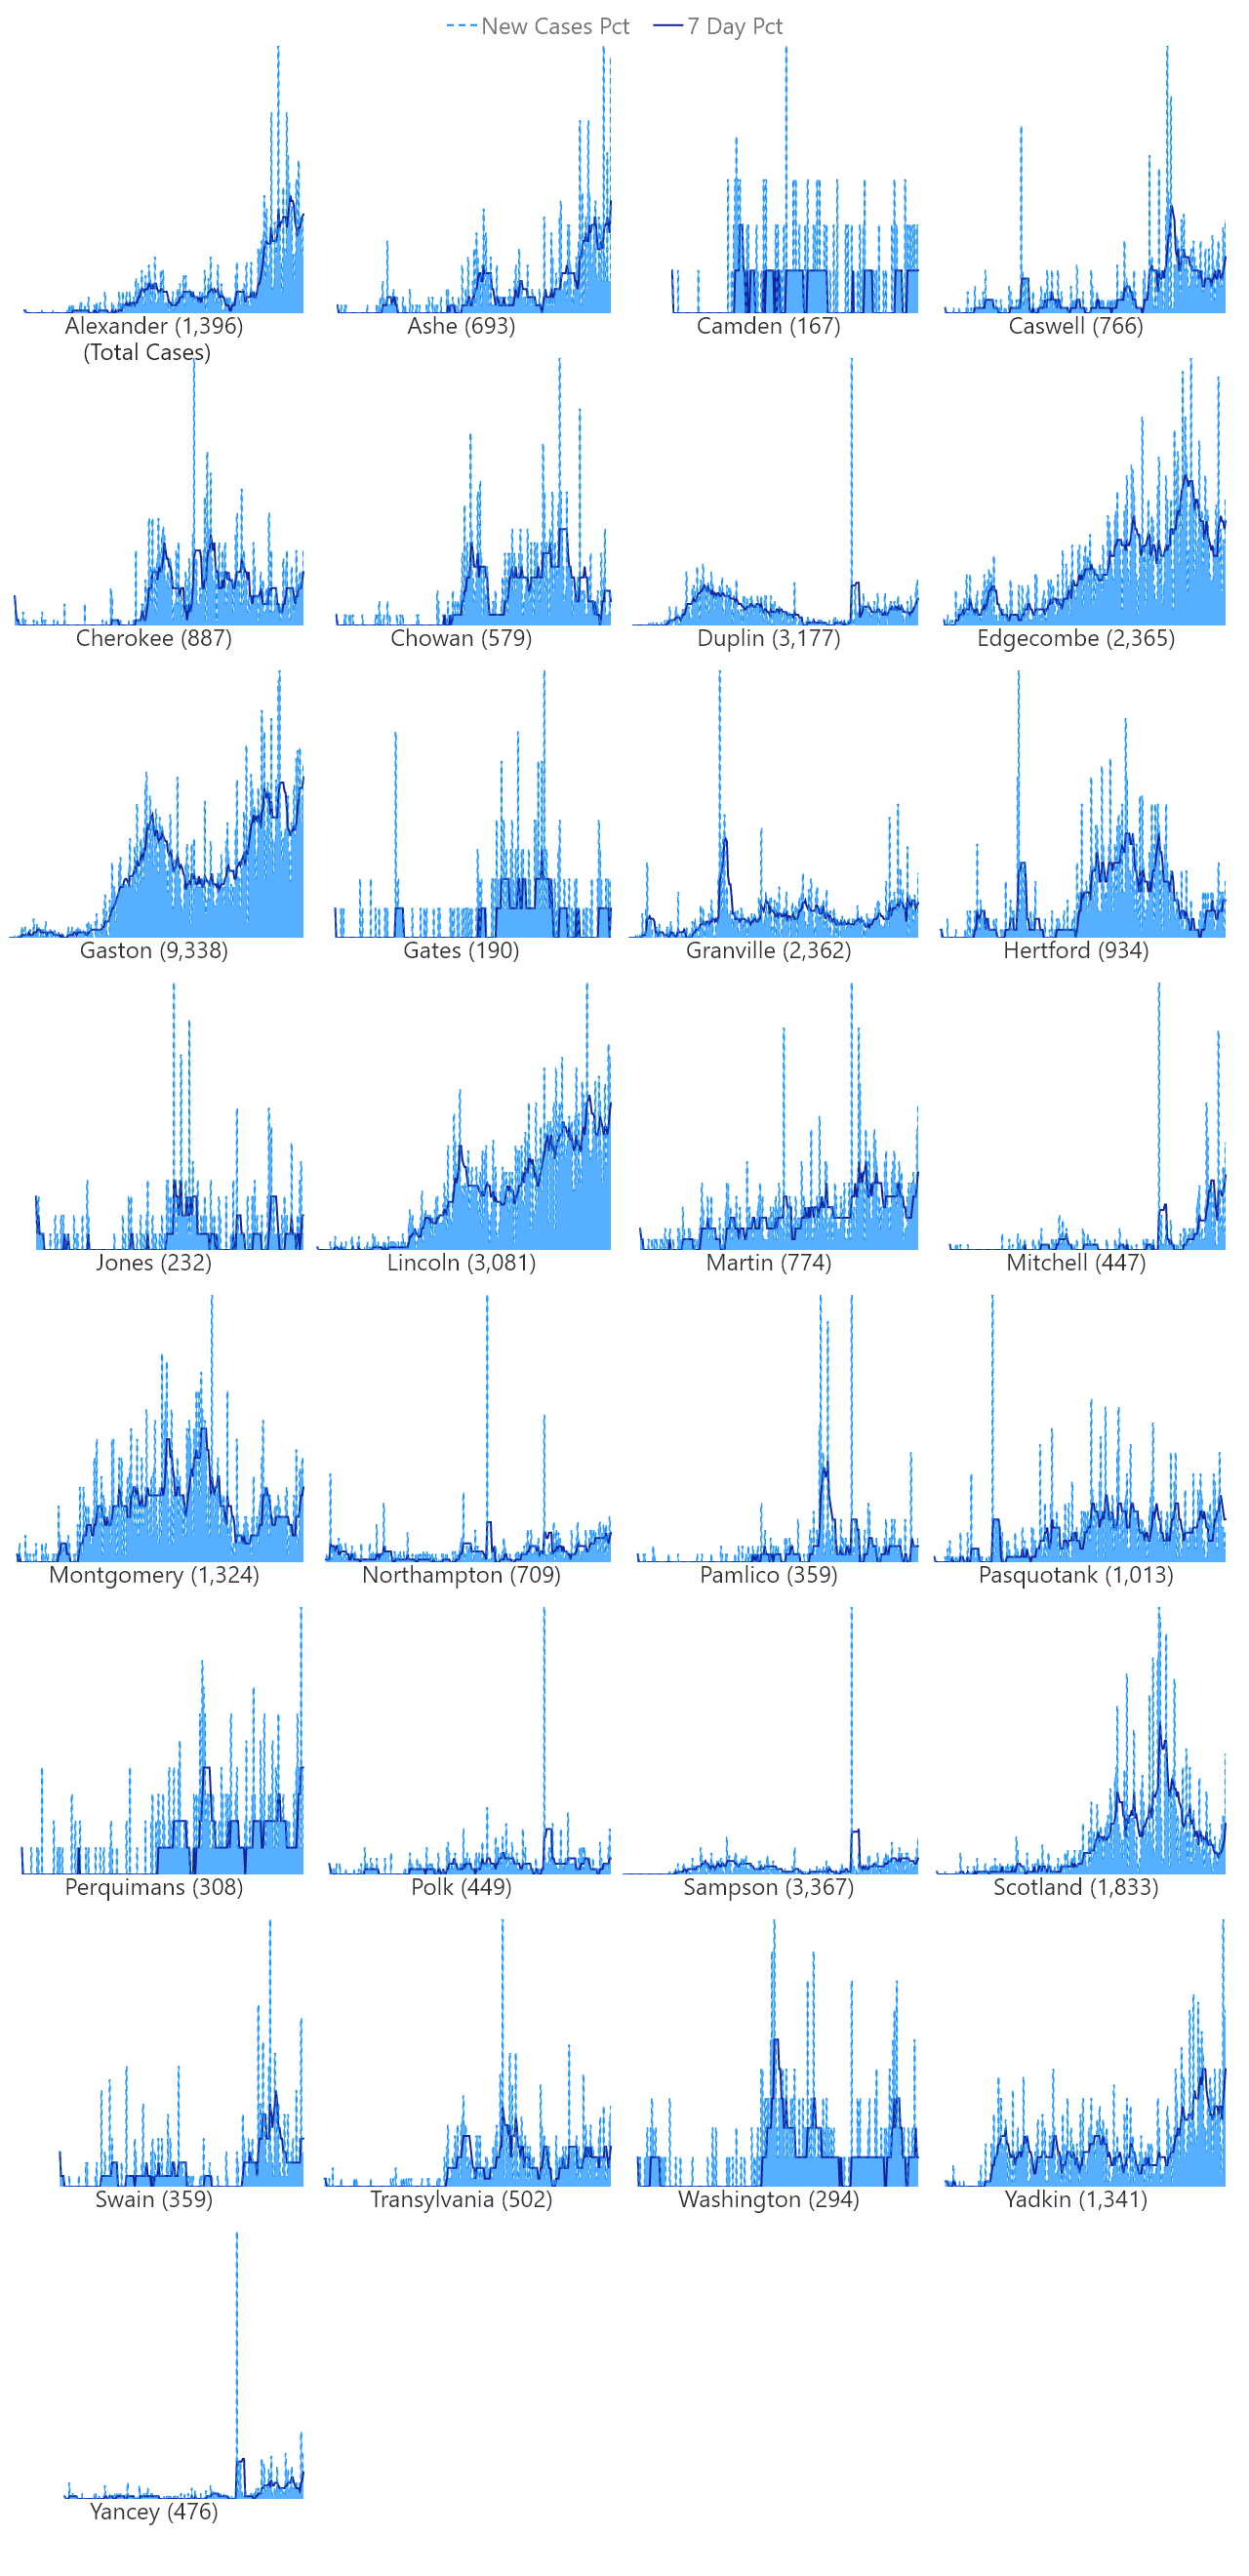 New Cases Pct 7 Day Pct
Alexander (1,396) Ashe (693) Camden (167) Caswell (766)
(Total Cases)
Cherokee (887) Chowan (579) Duplin (3,177) Edgecombe (2,365)
Gaston (9,338) Gates (190) Granville (2,362) Hertford (934)
Jones (232) Lincoln (3,081) Martin (774) Mitchell (447)
Montgomery (1,324) Northampton (709) Pamlico (359) Pasquotank (1,013)
Perquimans (308) Polk (449) Sampson (3,367) Scotland (1,833)
Swain (359) Transylvania (502) Washington (294) Yadkin (1,341)
Yancey (476)